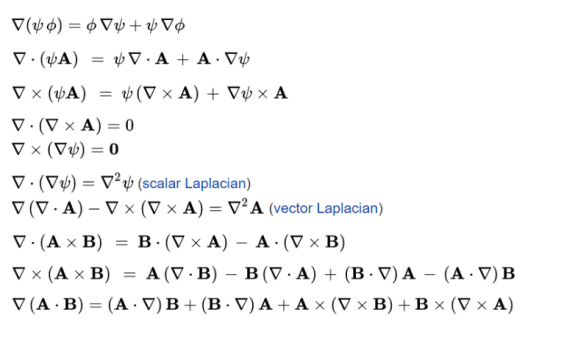 ∇(ψ ϕ) = ϕ ∇ψ + ψ ∇ϕ
∇ · (ψ𝐀) = ψ ∇ · 𝐀 + 𝐀 · ∇ψ
∇ × (ψ𝐀) = ψ (∇ × 𝐀) + ∇ψ × 𝐀
∇ · (∇ × 𝐀) = 0
∇ × (∇ψ) = 𝟎
∇ · (∇ψ) = ∇²ψ (scalar Laplacian)
∇ (∇ · 𝐀) − ∇ × (∇ × 𝐀) = ∇²𝐀 (vector Laplacian)
∇ · (𝐀 × 𝐁) = 𝐁 · (∇ × 𝐀) − 𝐀 · (∇ × 𝐁)
∇ × (𝐀 × 𝐁) = 𝐀 (∇ · 𝐁) − 𝐁 (∇ · 𝐀) + (𝐁 · ∇) 𝐀 − (𝐀 · ∇) 𝐁
∇ (𝐀 · 𝐁) = (𝐀 · ∇) 𝐁 + (𝐁 · ∇) 𝐀 + 𝐀 × (∇ × 𝐁) + 𝐁 × (∇ × 𝐀)